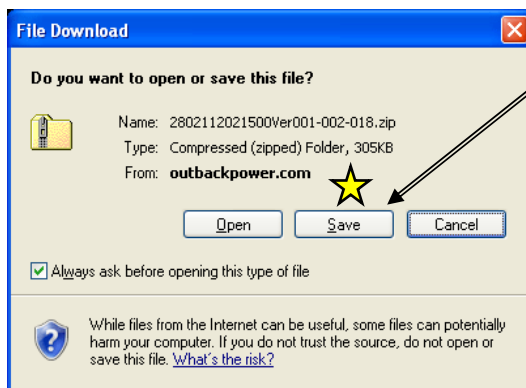 File Download
Do you want to open or save this file?
Name: 2802112021500Ver001-002-018.zip
Type: Compressed (zipped) Folder, 305KB
From: outbackpower.com
Open Save Cancel
Always ask before opening this type of file
While files from the Internet can be useful, some files can potentially
harm your computer. If you do not trust the source, do not open or
save this file. What's the risk?